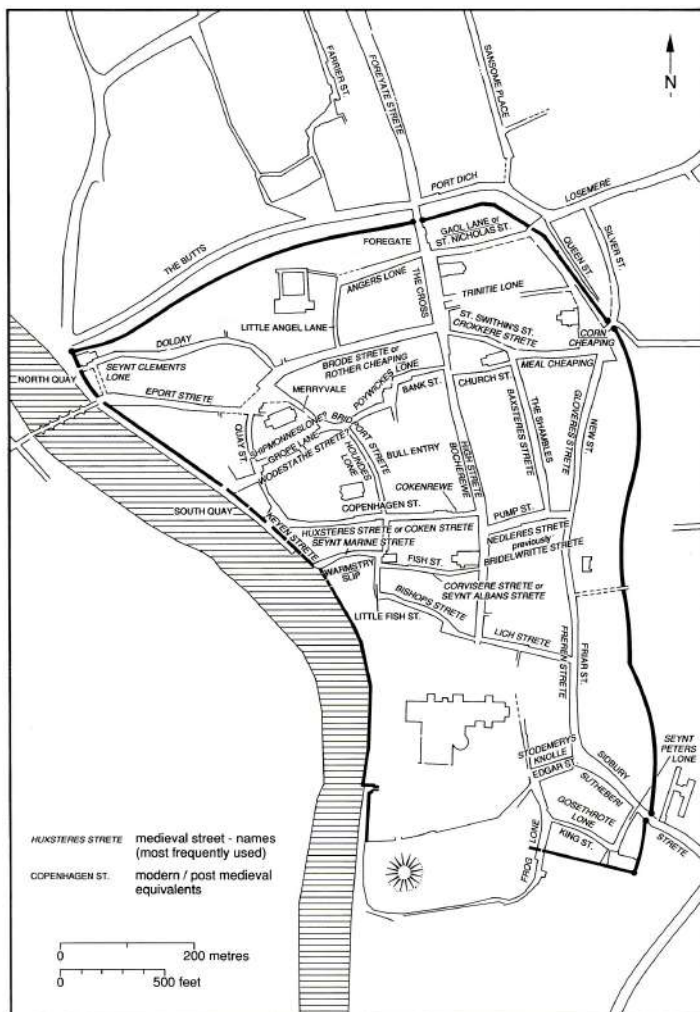 FARRIER ST.
FOREYATE STRETE
SANSOME PLACE
N
PORT DICH
LOSEMERE
THE BUTTS
FOREGATE
GAOL LANE or
ST. NICHOLAS ST.
QUEEN ST.
SILVER ST.
ANGERS LONE
THE CROSS
TRINITIE LONE
LITTLE ANGEL LANE
ST. SWITHIN'S ST.
CROKKERE STRETE
CORN
CHEAPING
DOLDAY
BRODE STRETE or
ROTHER CHEAPING
MEAL CHEAPING
NORTH QUAY
SEYNT CLEMENTS
LONE
EPORT STRETE
MERRYVALE
POYWICKES LONE
BANK ST.
CHURCH ST.
QUAY ST.
SHIPMONNESLONE?
GROPE LANE
WODESTATHE STRETE?
BRIDPORT STRETE
HOUNDES
LONE
BULL ENTRY
HIGH STRETE
BOCHEREWE
BAXSTERES STRETE
THE SHAMBLES
GLOVERES STRETE
NEW ST.
COKENREWE
COPENHAGEN ST.
PUMP ST.
SOUTH QUAY
KEYEN STRETE
HUXSTERES STRETE or COKEN STRETE
SEYNT MARINE STRETE
NEDLERES STRETE
previously
BRIDELWRITTE STRETE
WARMSTRY
SLIP
FISH ST.
CORVISERE STRETE or
SEYNT ALBANS STRETE
BISHOPS STRETE
LITTLE FISH ST.
LICH STRETE
FREREN STRETE
FRIAR ST.
STODEMERYS
KNOLLE
EDGAR ST.
SIDBURY
SUTHEBERI
STRETE
SEYNT
PETERS
LONE
GOSETHROTE
LONE
KING ST.
FROG LONE
HUXSTERES STRETE medieval street - names
(most frequently used)
COPENHAGEN ST. modern / post medieval
equivalents
0 200 metres
0 500 feet